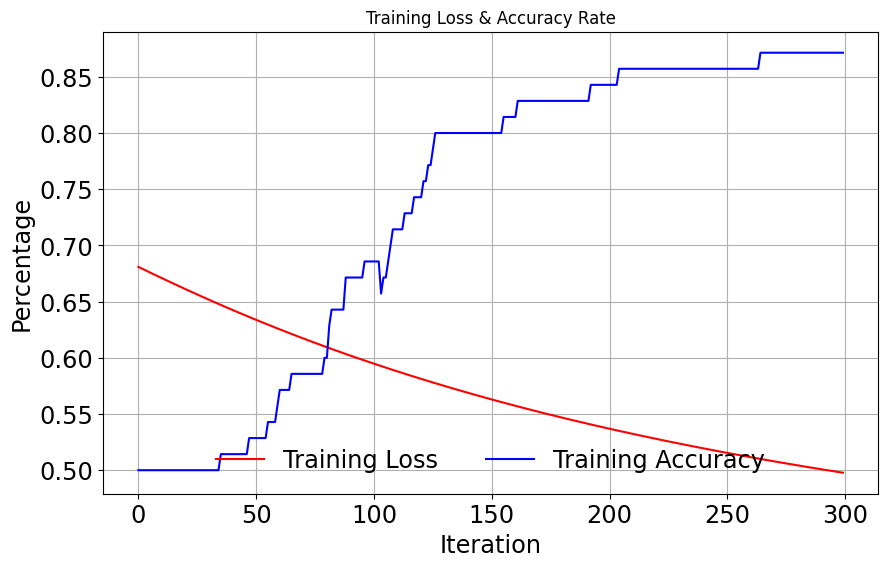 Training Loss & Accuracy Rate
0.85
0.80
0.75
0.70
0.65
0.60
0.55
0.50
Percentage
Training Loss
Training Accuracy
0 50 100 150 200 250 300
Iteration